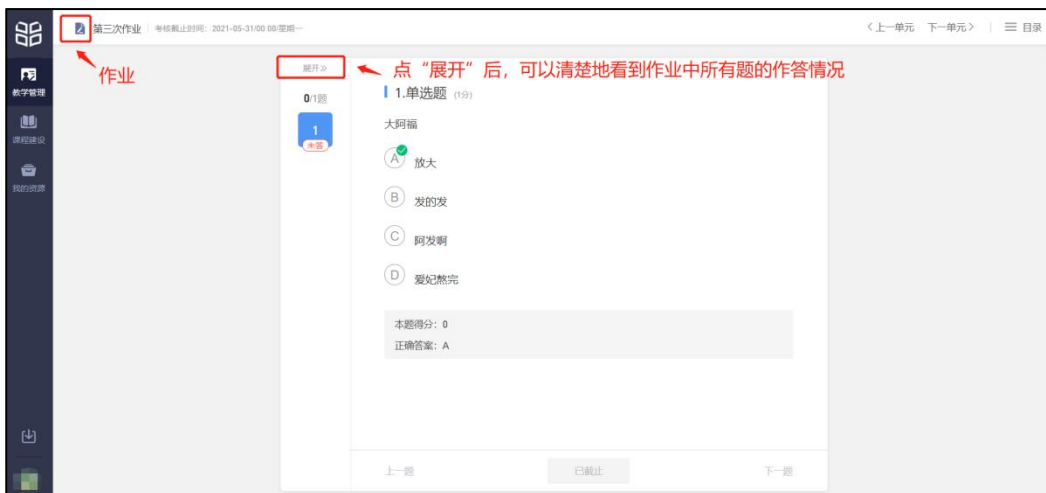 第三次作业 考核截止时间：2021-05-31/00:00/星期一
<上一单元 下一单元> ☰ 目录
作业
教学管理
课程建设
我的资源
展开»
点“展开”后，可以清楚地看到作业中所有题的作答情况
0/1题
1
未答
1.单选题 (1分)
大阿福
A 放大
B 发的发
C 阿发啊
D 爱妃熬完
本题得分：0
正确答案：A
上一题 已截止 下一题